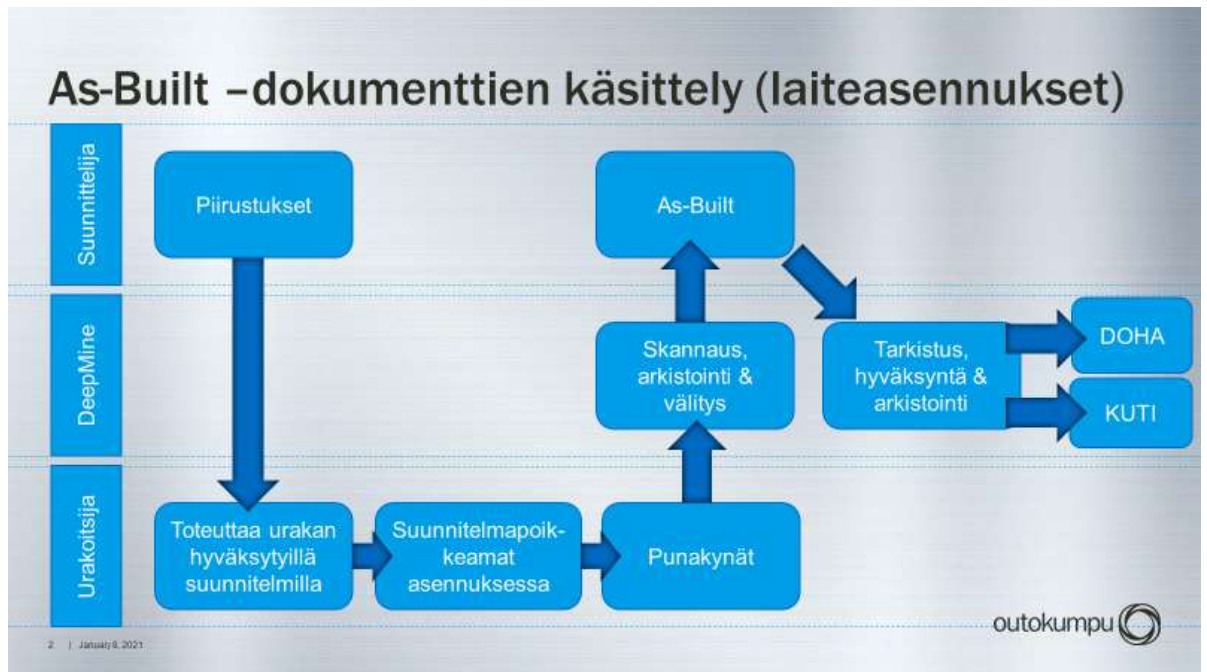 As-Built –dokumenttien käsittely (laiteasennukset)
Suunnittelija
Piirustukset
As-Built
DeepMine
Skannaus,
arkistointi &
välitys
Tarkistus,
hyväksyntä &
arkistointi
DOHA
KUTI
Urakoitsija
Toteuttaa urakan
hyväksytyillä
suunnitelmilla
Suunnitelmapoik-
keamat
asennuksessa
Punakynät
2 | January 8, 2021
outokumpu